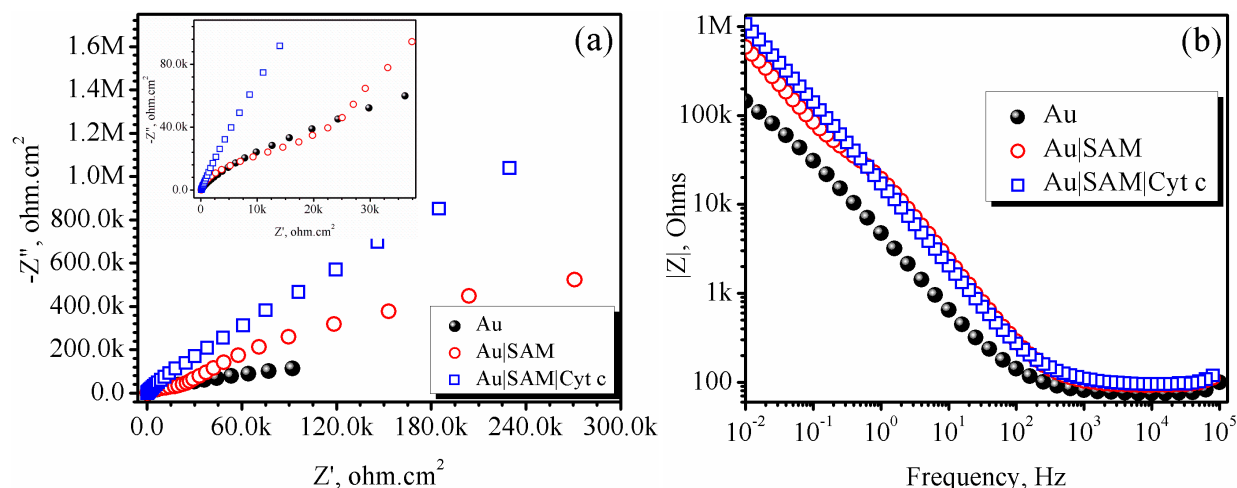 (a)
-Z'', ohm.cm²
1.6M
1.4M
1.2M
1.0M
800.0k
600.0k
400.0k
200.0k
0.0
0.0 60.0k 120.0k 180.0k 240.0k 300.0k
Z', ohm.cm²
-Z'', ohm.cm²
80.0k
40.0k
0.0
0 10k 20k 30k
Z', ohm.cm²
Au
Au|SAM
Au|SAM|Cyt c
(b)
|Z|, Ohms
1M
100k
10k
1k
100
10⁻² 10⁻¹ 10⁰ 10¹ 10² 10³ 10⁴ 10⁵
Frequency, Hz
Au
Au|SAM
Au|SAM|Cyt c